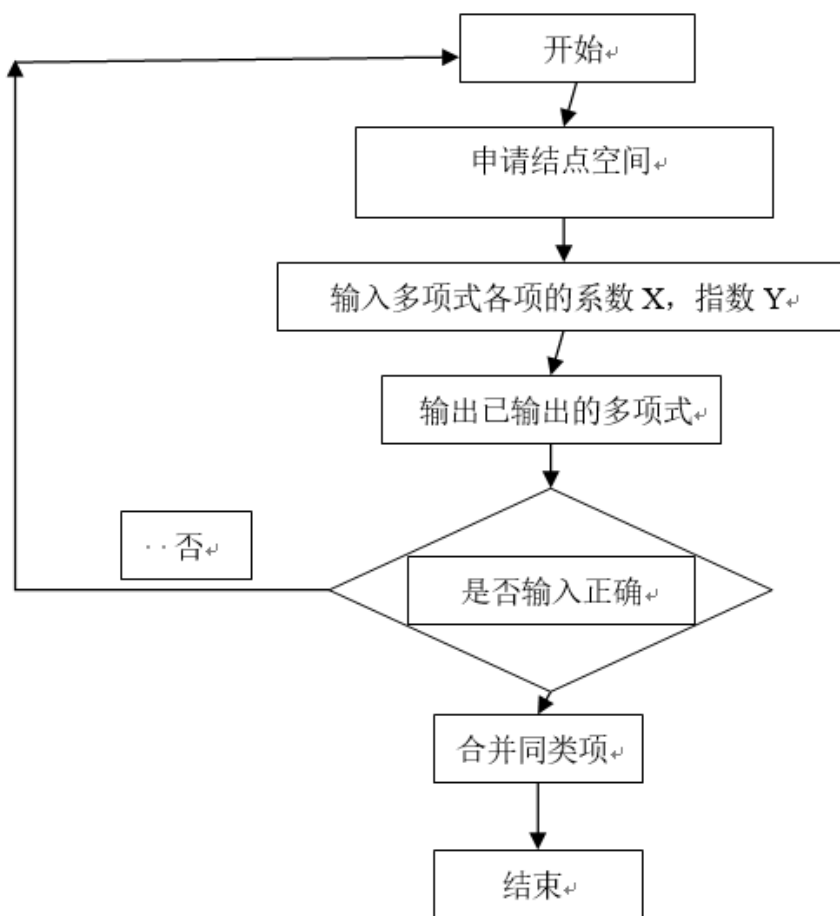 开始
申请结点空间
输入多项式各项的系数 X，指数 Y
输出已输出的多项式
否
是否输入正确
合并同类项
结束